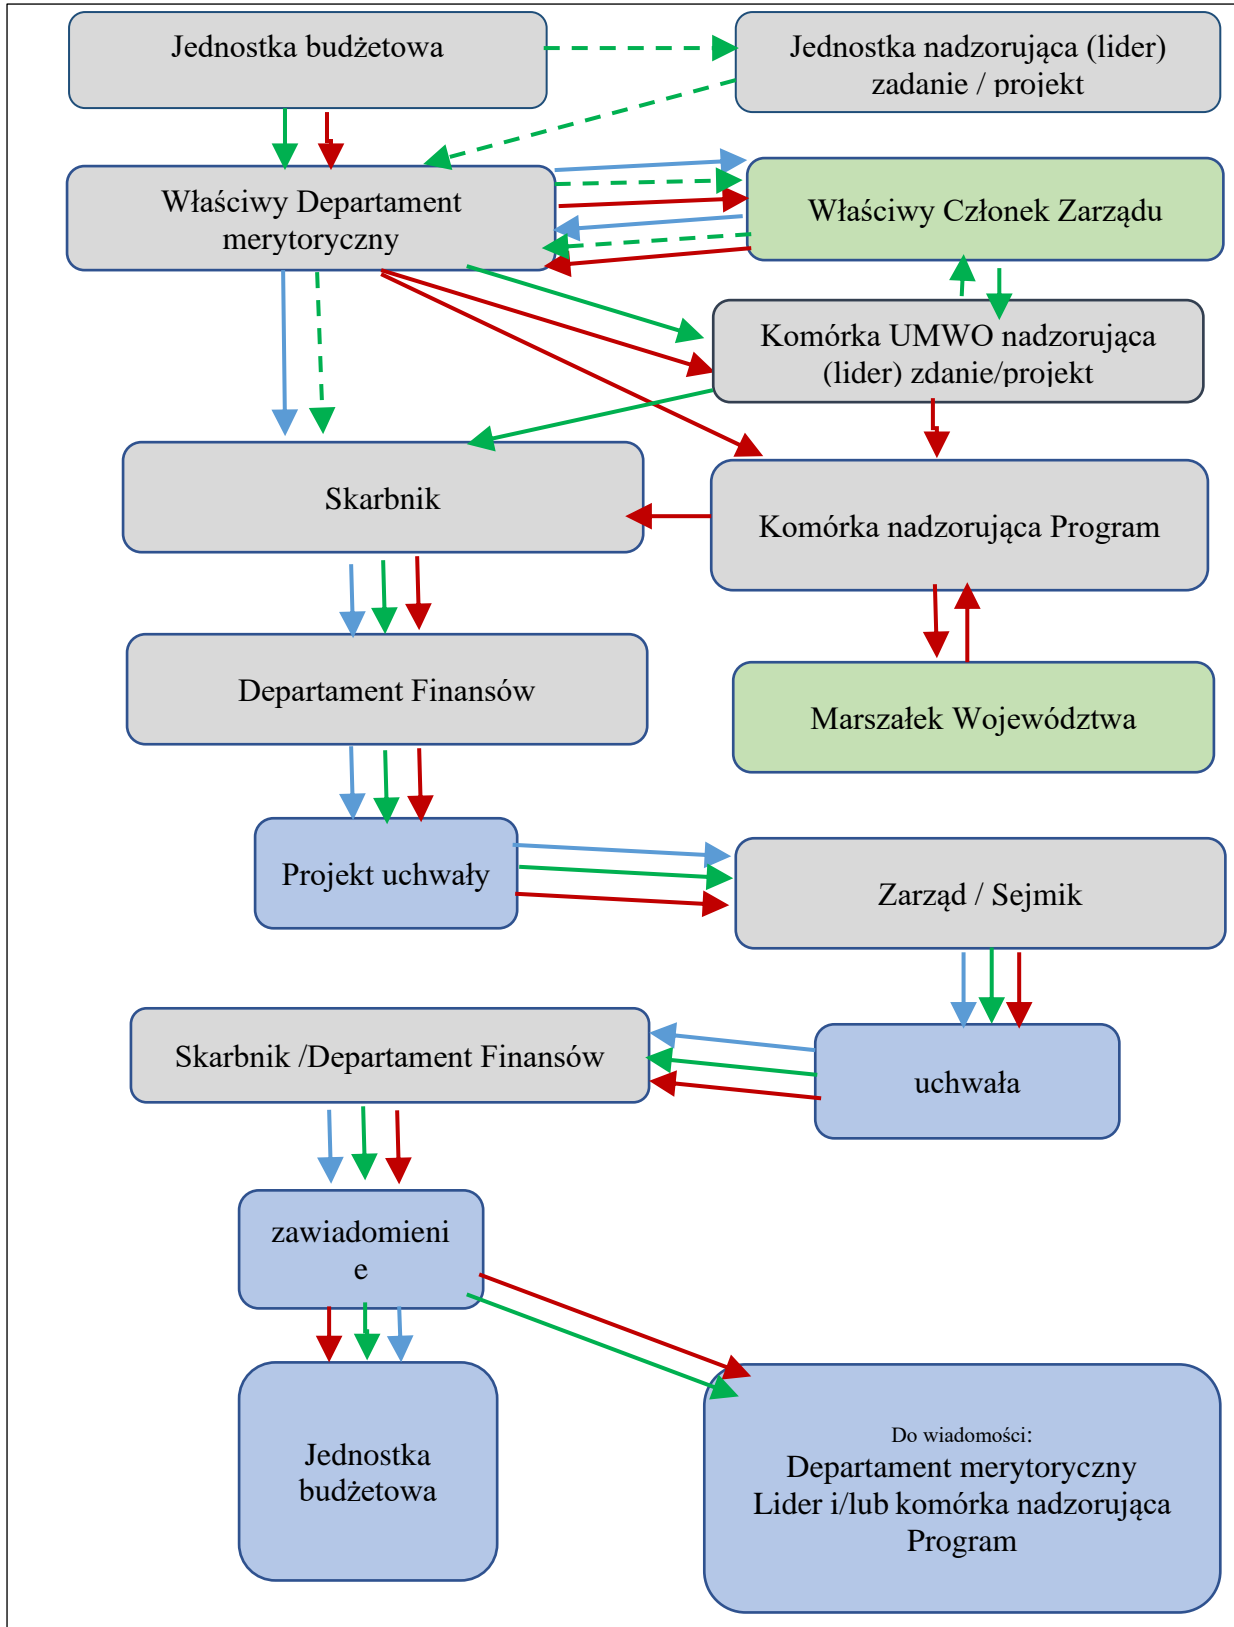 Jednostka budżetowa
Jednostka nadzorująca (lider)
zadanie / projekt
Właściwy Departament
merytoryczny
Właściwy Członek Zarządu
Komórka UMWO nadzorująca
(lider) zdanie/projekt
Skarbnik
Komórka nadzorująca Program
Departament Finansów
Marszałek Województwa
Projekt uchwały
Zarząd / Sejmik
Skarbnik /Departament Finansów
uchwała
zawiadomieni
e
Jednostka
budżetowa
Do wiadomości:
Departament merytoryczny
Lider i/lub komórka nadzorująca
Program